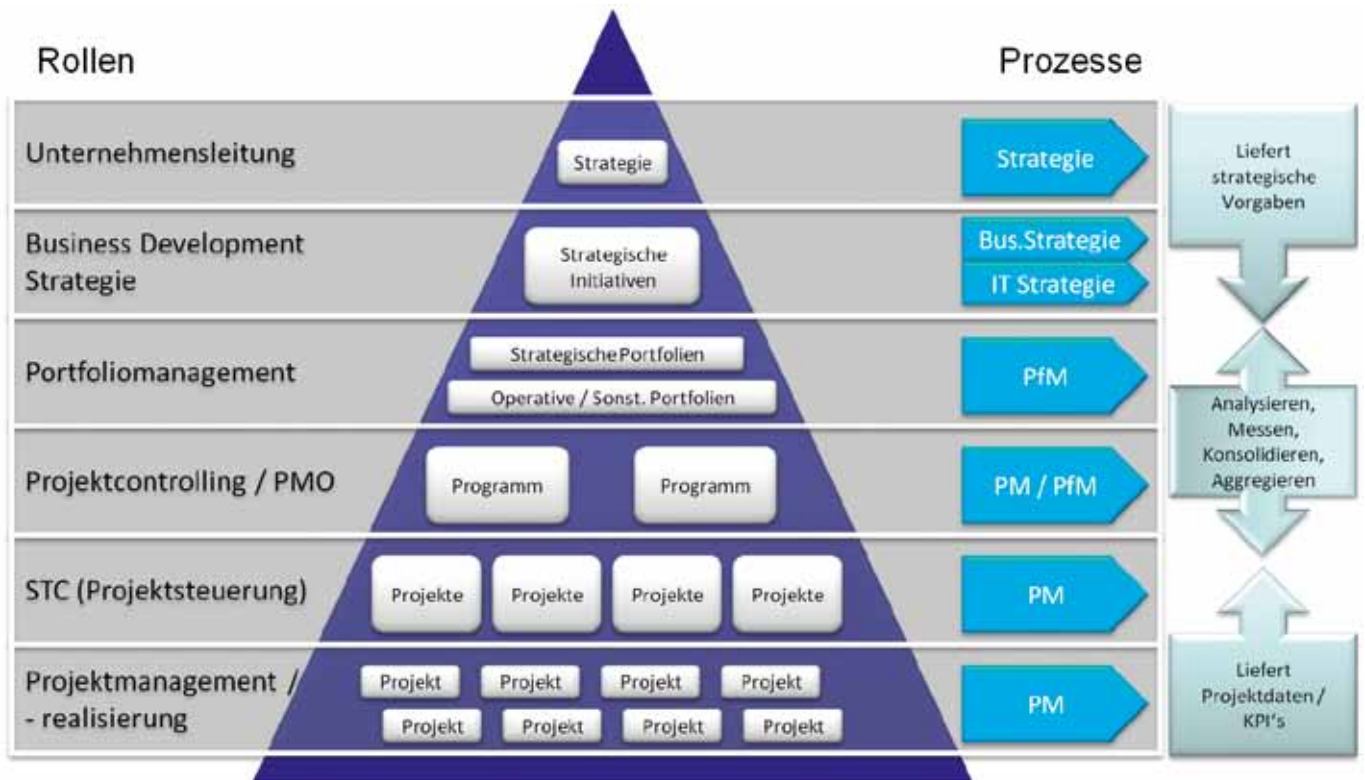 Rollen
Prozesse
Unternehmensleitung
Strategie
Strategie
Liefert
strategische
Vorgaben
Business Development
Strategie
Strategische
Initiativen
Bus.Strategie
IT Strategie
Portfoliomanagement
Strategische Portfolien
Operative / Sonst. Portfolien
PfM
Analysieren,
Messen,
Konsolidieren,
Aggregieren
Projektcontrolling / PMO
Programm
Programm
PM / PfM
STC (Projektsteuerung)
Projekte
Projekte
Projekte
Projekte
PM
Projektmanagement /
- realisierung
Projekt
Projekt
Projekt
Projekt
Projekt
Projekt
Projekt
Projekt
PM
Liefert
Projektdaten /
KPI's